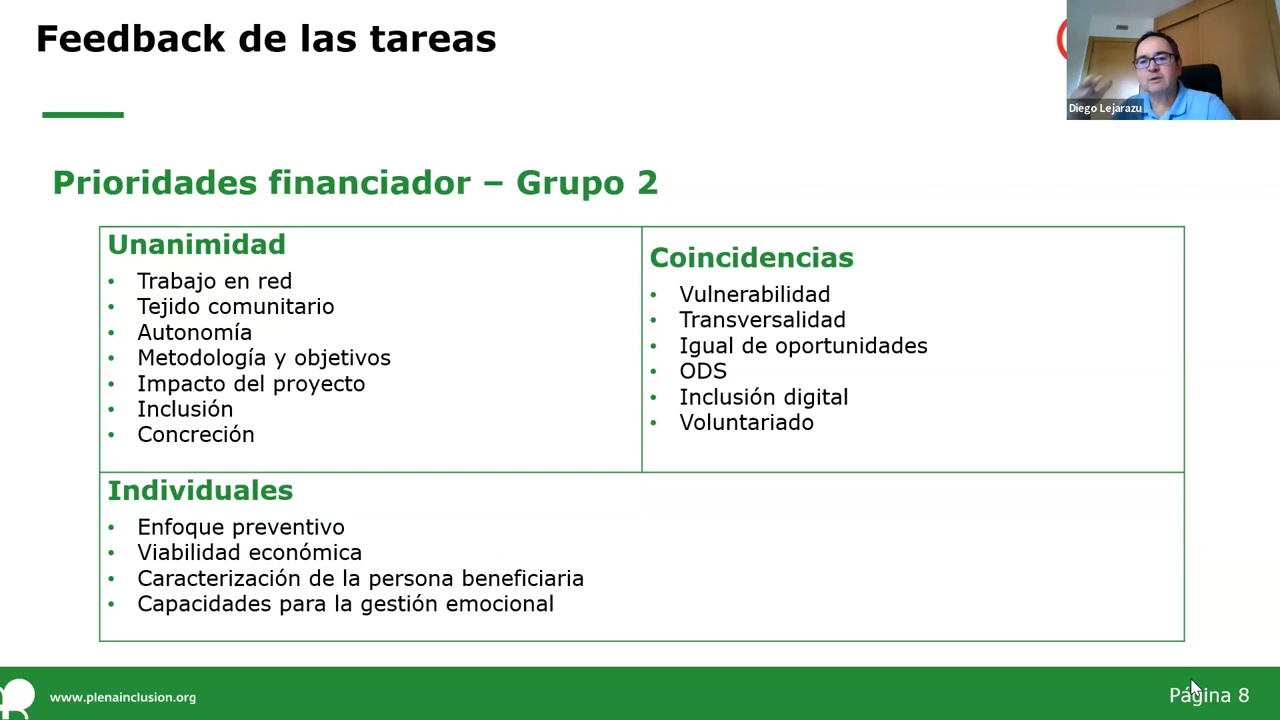 Feedback de las tareas
Diego Lejarazu
Prioridades financiador – Grupo 2
Unanimidad
• Trabajo en red
• Tejido comunitario
• Autonomía
• Metodología y objetivos
• Impacto del proyecto
• Inclusión
• Concreción
Coincidencias
• Vulnerabilidad
• Transversalidad
• Igual de oportunidades
• ODS
• Inclusión digital
• Voluntariado
Individuales
• Enfoque preventivo
• Viabilidad económica
• Caracterización de la persona beneficiaria
• Capacidades para la gestión emocional
www.plenainclusion.org
Página 8